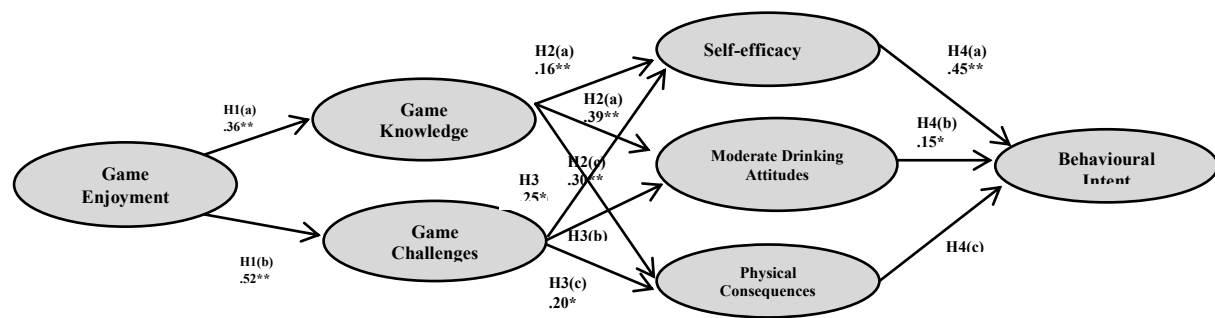 Game
Enjoyment
H1(a)
.36**
H1(b)
.52**
Game
Knowledge
Game
Challenges
H2(a)
.16**
H2(a)
.39**
H2(c)
.30**
H3
.25*
H3(b)
H3(c)
.20*
Self-efficacy
Moderate Drinking
Attitudes
Physical
Consequences
H4(a)
.45**
H4(b)
.15*
H4(c)
Behavioural
Intent